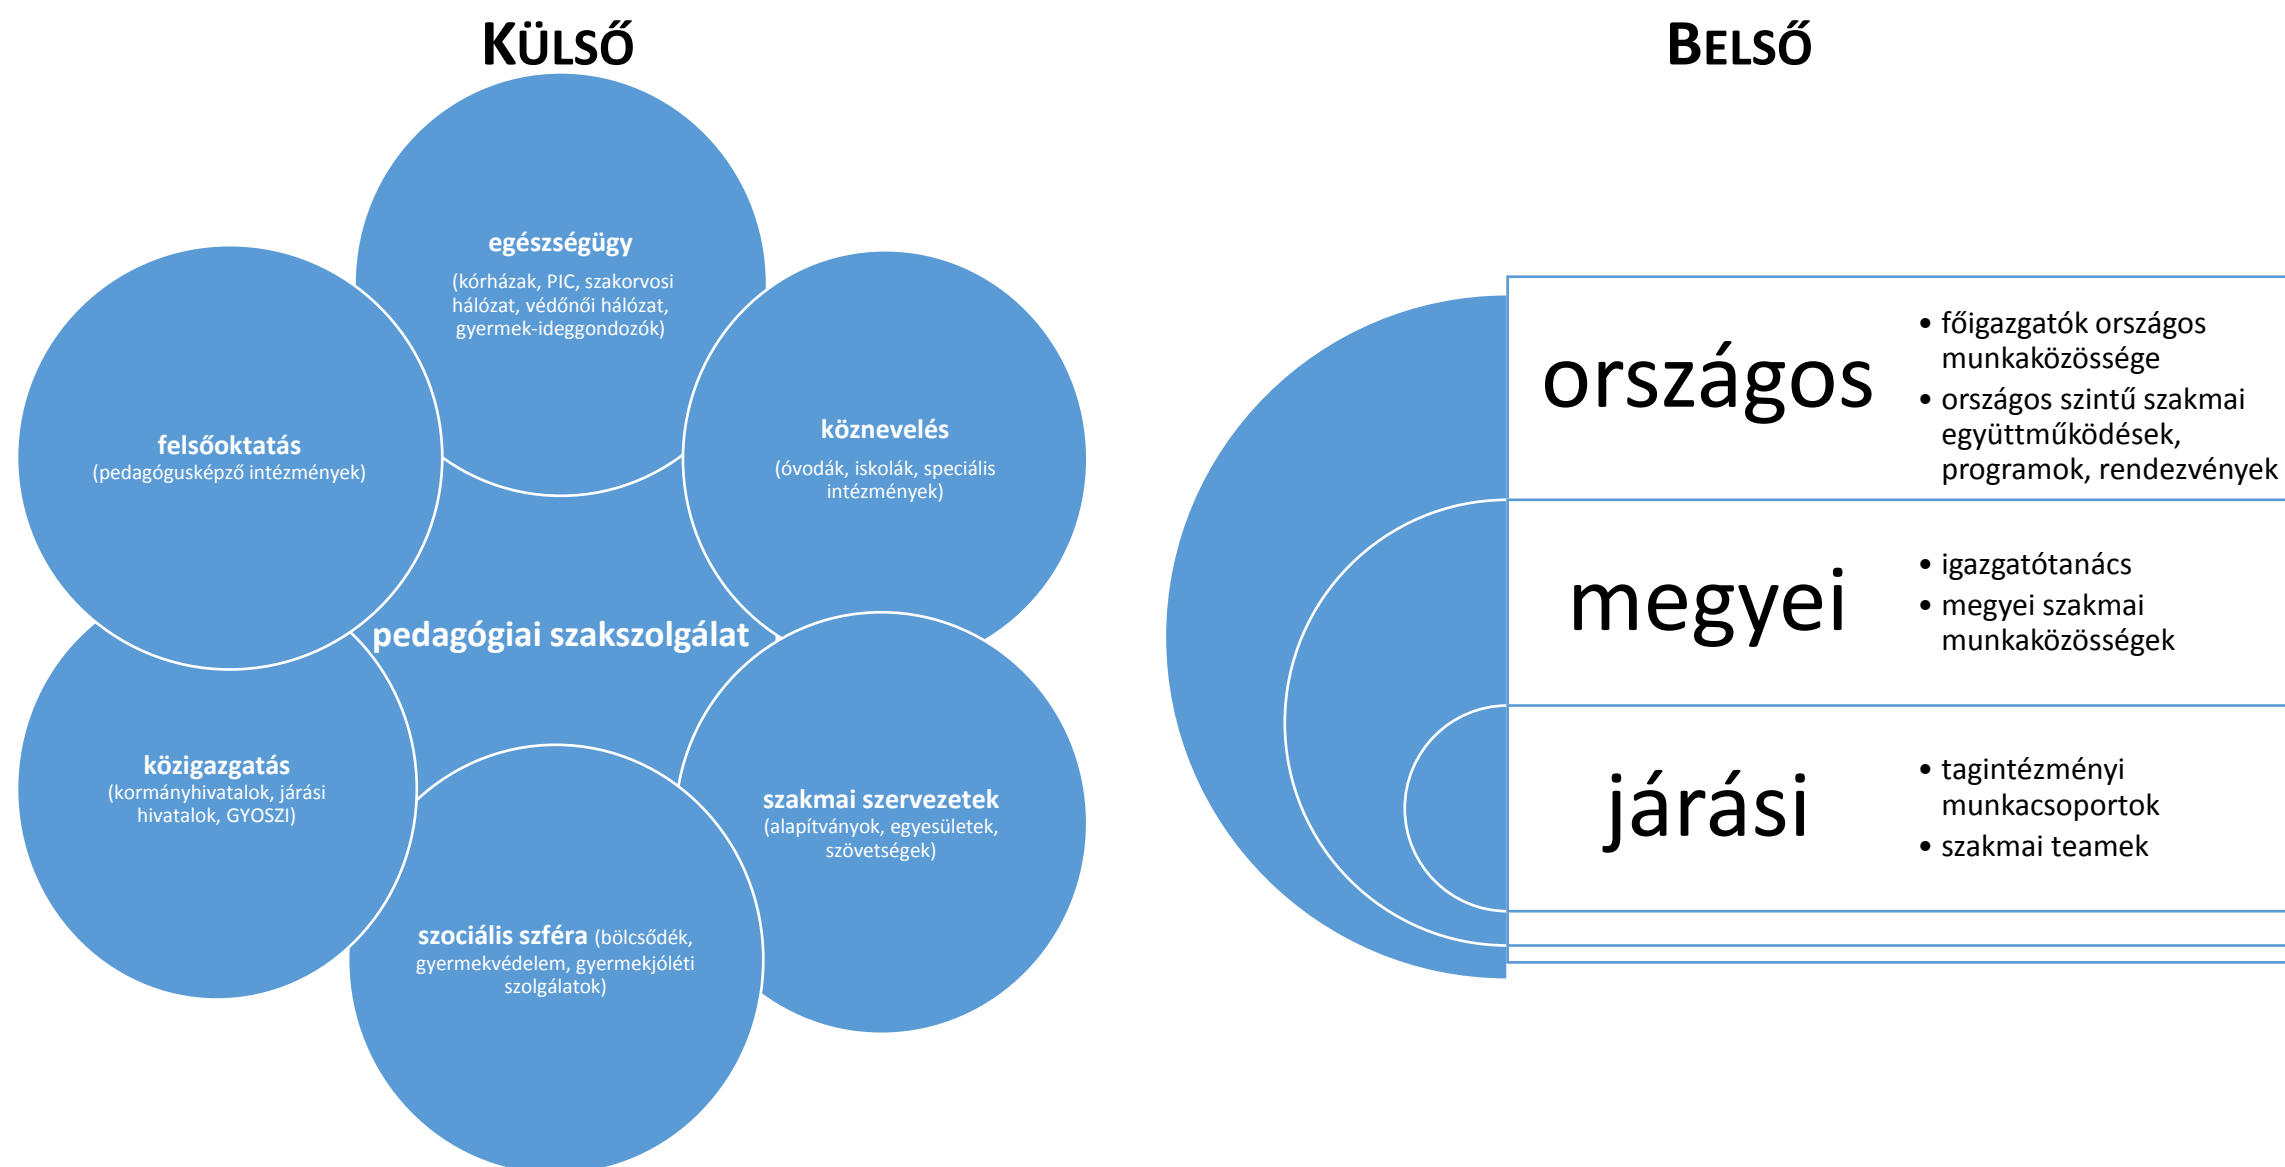 KÜLSŐ
egészségügy
(kórházak, PIC, szakorvosi
hálózat, védőnői hálózat,
gyermek-ideggondozók)
köznevelés
(óvodák, iskolák, speciális
intézmények)
felsőoktatás
(pedagógusképző intézmények)
pedagógiai szakszolgálat
közigazgatás
(kormányhivatalok, járási
hivatalok, GYOSZI)
szakmai szervezetek
(alapítványok, egyesületek,
szövetségek)
szociális szféra (bölcsődék,
gyermekvédelem, gyermekjóléti
szolgálatok)
BELSŐ
országos
• főigazgatók országos
munkaközössége
• országos szintű szakmai
együttműködések,
programok, rendezvények
megyei
• igazgatótanács
• megyei szakmai
munkaközösségek
járási
• tagintézményi
munkacsoportok
• szakmai teamek